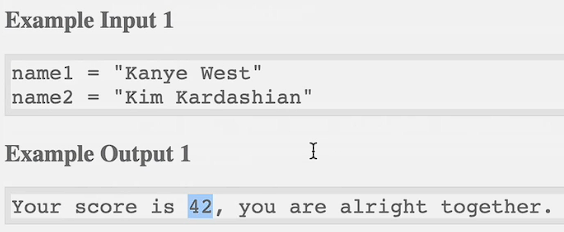 Example Input 1
name1 = "Kanye West"
name2 = "Kim Kardashian"
Example Output 1
Your score is 42, you are alright together.